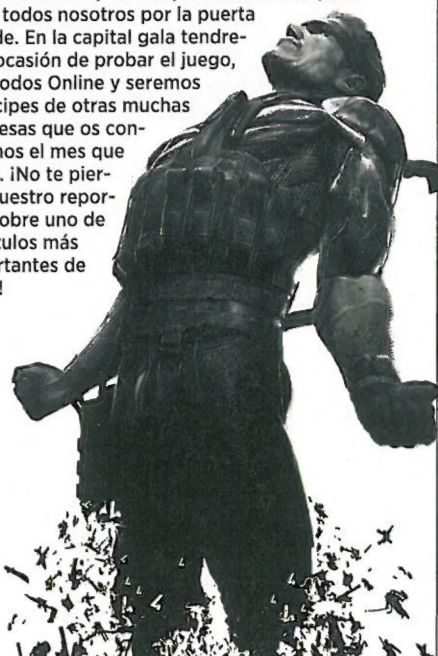 todos nosotros por la puerta
de. En la capital gala tendre-
ocasión de probar el juego,
odos Online y seremos
cipes de otras muchas
esas que os con-
nos el mes que
. ¡No te pier-
uestro repor-
obre uno de
tulos más
rtantes de
!